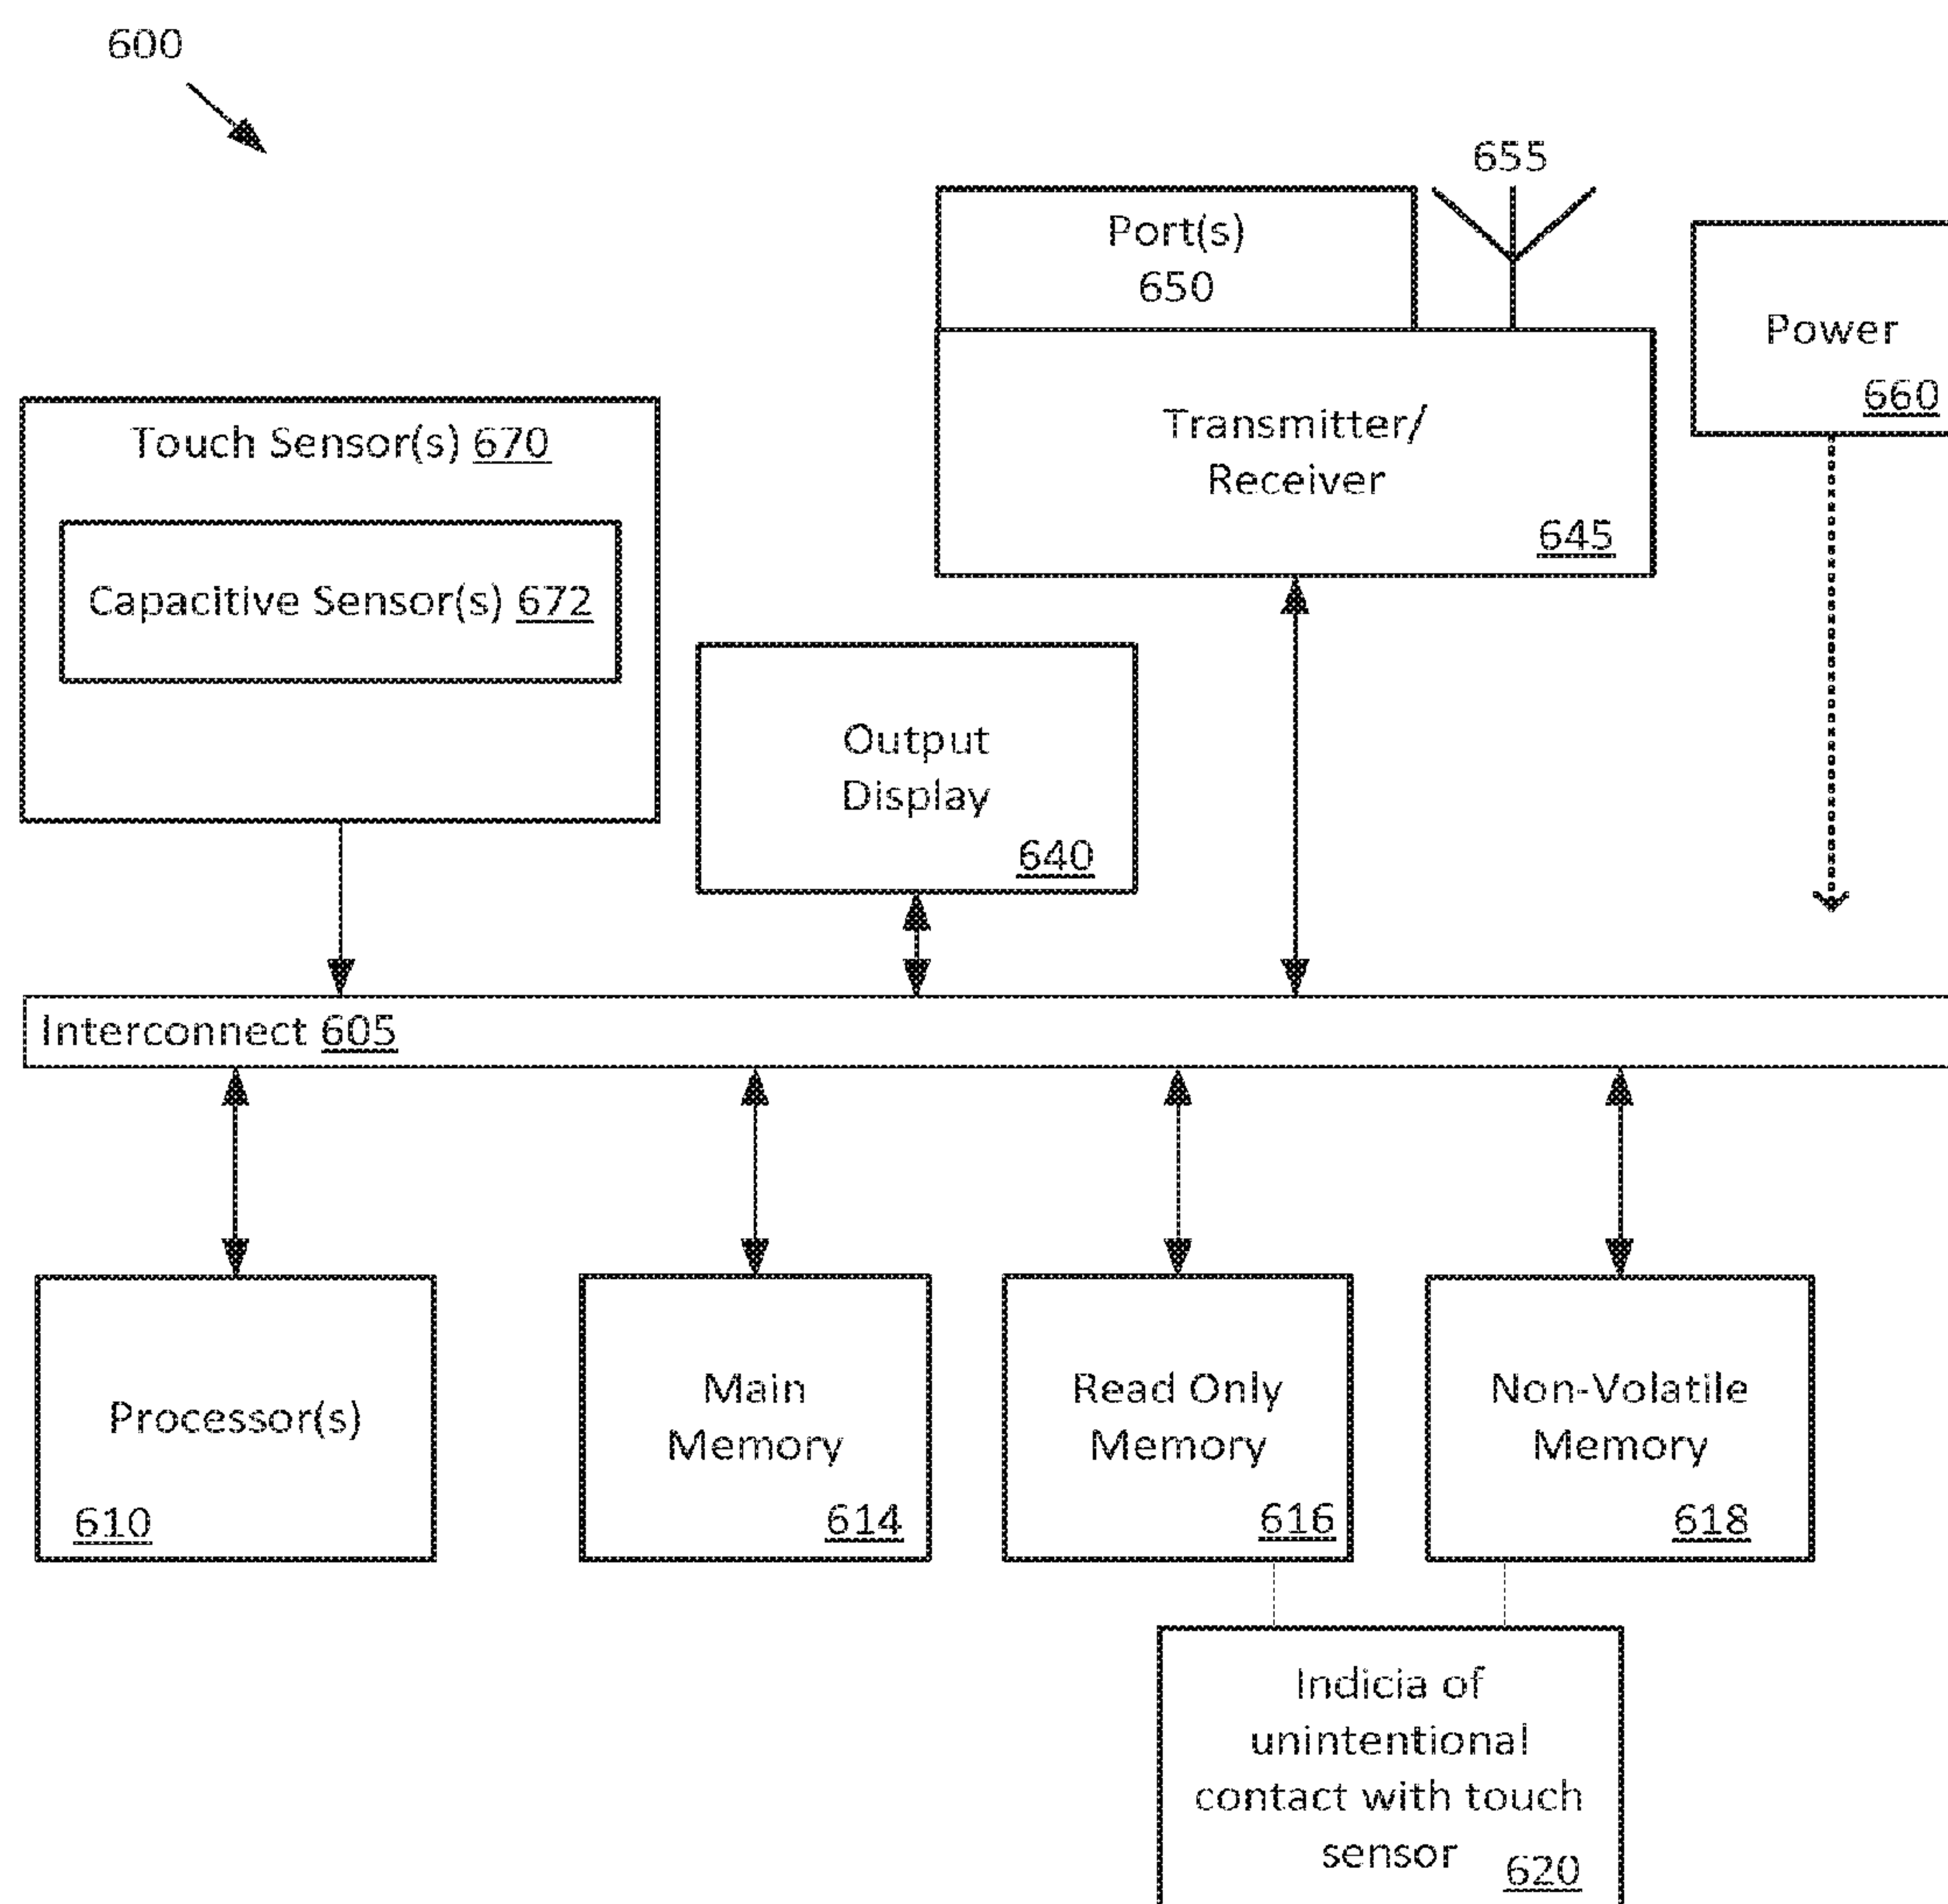 600
655
Port(s)
650
Power
660
Transmitter/
Receiver
645
Touch Sensor(s) 670
Capacitive Sensor(s) 672
Output
Display
640
Interconnect 605
Processor(s)
610
Main
Memory
614
Read Only
Memory
616
Non-Volatile
Memory
618
Indicia of
unintentional
contact with touch
sensor
620